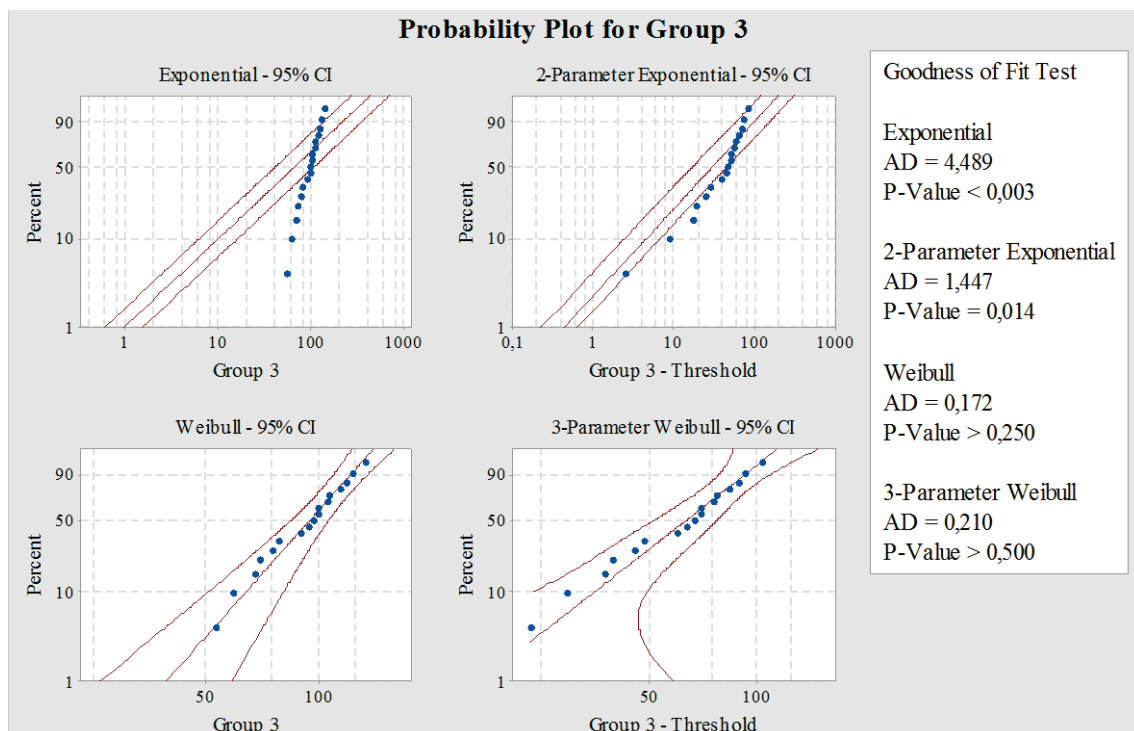 Probability Plot for Group 3
Exponential - 95% CI
Percent
90
50
10
1
1
10
100
1000
Group 3
2-Parameter Exponential - 95% CI
Percent
90
50
10
1
0,1
1
10
100
1000
Group 3 - Threshold
Weibull - 95% CI
Percent
90
50
10
1
50
100
Group 3
3-Parameter Weibull - 95% CI
Percent
90
50
10
1
50
100
Group 3 - Threshold
Goodness of Fit Test
Exponential
AD = 4,489
P-Value < 0,003
2-Parameter Exponential
AD = 1,447
P-Value = 0,014
Weibull
AD = 0,172
P-Value > 0,250
3-Parameter Weibull
AD = 0,210
P-Value > 0,500